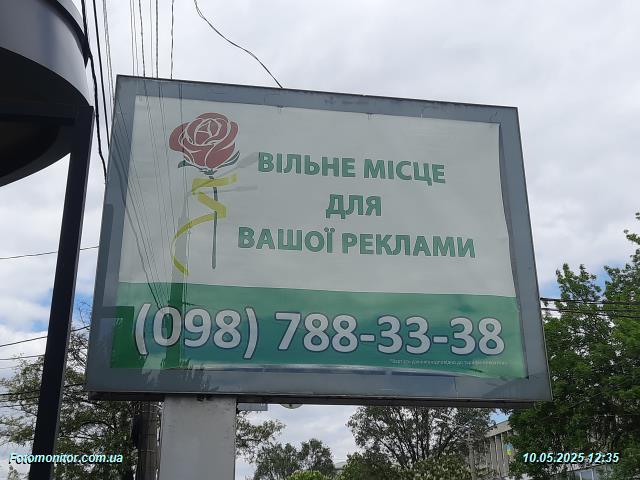 ВІЛЬНЕ МІСЦЕ
ДЛЯ
ВАШОЇ РЕКЛАМИ
(098) 788-33-38
Fotomonitor.com.ua
10.05.2025 12:35